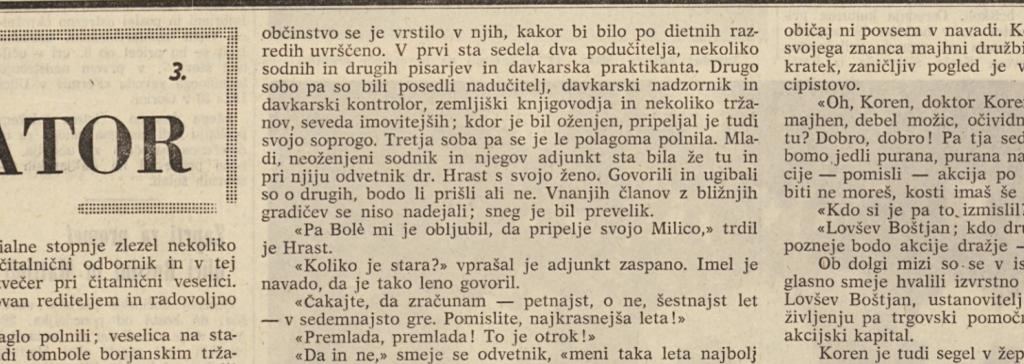 3.
ATOR
ialne stopnje zlezel nekoliko
čitalnični odbornik in v tej
večer pri čitalnični veselici.
ovan rediteljem in radovoljno
aglo polnili; veselica na sta-
di tombole borjanskim trža-
občinstvo se je vrstilo v njih, kakor bi bilo po dietnih raz-
redih uvrščeno. V prvi sta sedela dva podučitelja, nekoliko
sodnih in drugih pisarjev in davkarska praktikanta. Drugo
sobo pa so bili posedli nadučitelj, davkarski nadzornik in
davkarski kontrolor, zemljiški knjigovodja in nekoliko trža-
nov, seveda imovitejših; kdor je bil oženjen, pripeljal je tudi
svojo soprogo. Tretja soba pa se je le polagoma polnila. Mla-
di, neoženjeni sodnik in njegov adjunkt sta bila že tu in
pri njiju odvetnik dr. Hrast s svojo ženo. Govorili in ugibali
so o drugih, bodo li prišli ali ne. Vnanjih članov z bližnjih
gradičev se niso nadejali; sneg je bil prevelik.
«Pa Bolè mi je obljubil, da pripelje svojo Milico,» trdil
je Hrast.
«Koliko je stara?» vprašal je adjunkt zaspano. Imel je
navado, da je tako leno govoril.
«Čakajte, da zračunam — petnajst, o ne, šestnajst let
— v sedemnajsto gre. Pomislite, najkrasnejša leta!»
«Premlada, premlada! To je otrok!»
«Da in ne,» smeje se odvetnik, «meni taka leta najbolj
običaj ni povsem v navadi. K
svojega znanca majhni družbi
kratek, zaničljiv pogled je v
cipistovo.
«Oh, Koren, doktor Kore
majhen, debel možic, očividn
tu? Dobro, dobro! Pa tja sed
bomo jedli purana, purana na
cije — pomisli — akcija po
biti ne moreš, kosti imaš še
«Kdo si je pa to izmislil?
«Lovšev Boštjan; kdo dru
pozneje bodo akcije dražje —
Ob dolgi mizi so se v is
glasno smeje hvalili izvrstno
Lovšev Boštjan, ustanovitelj
življenju pa trgovski pomočn
akcijski kapital.
Koren je tudi segel v žep